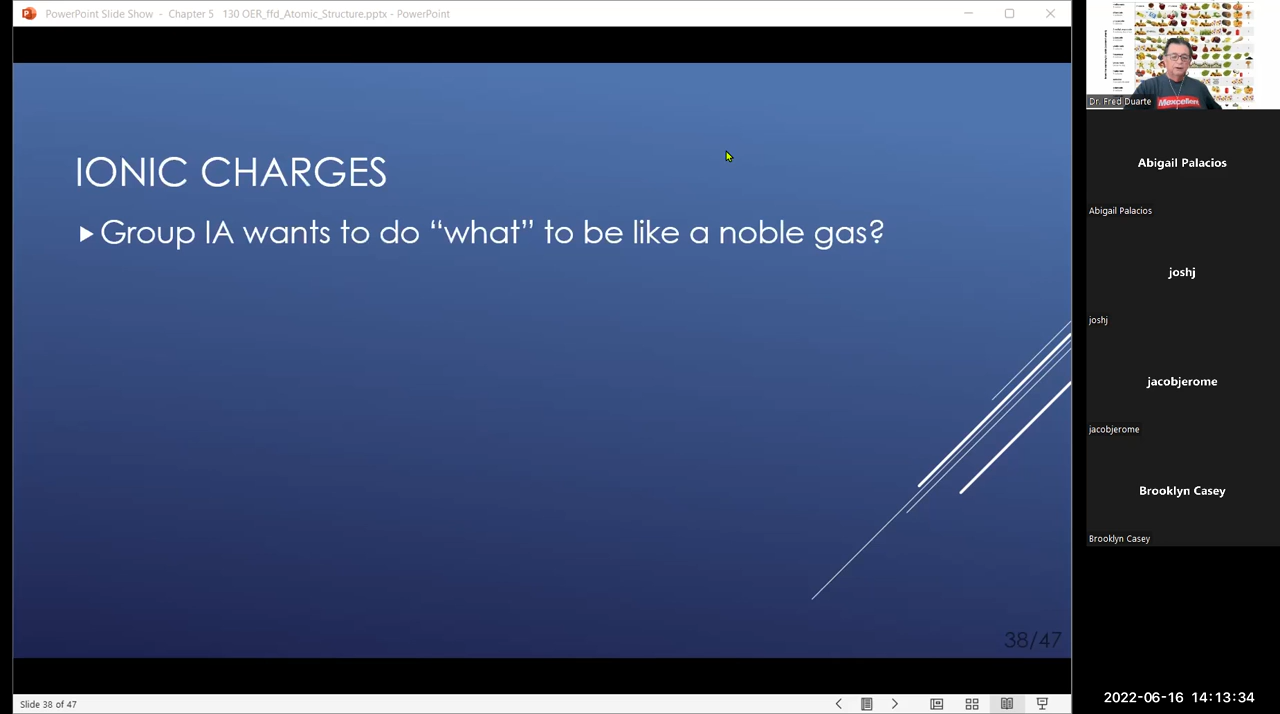 PowerPoint Slide Show - Chapter 5 130 OER_ffd_Atomic_Structure.pptx - PowerPoint
IONIC CHARGES
Group IA wants to do “what” to be like a noble gas?
38/47
Slide 38 of 47
Dr. Fred Duarte
Maxcellent
Abigail Palacios
Abigail Palacios
joshj
joshj
jacobjerome
jacobjerome
Brooklyn Casey
Brooklyn Casey
2022-06-16 14:13:34